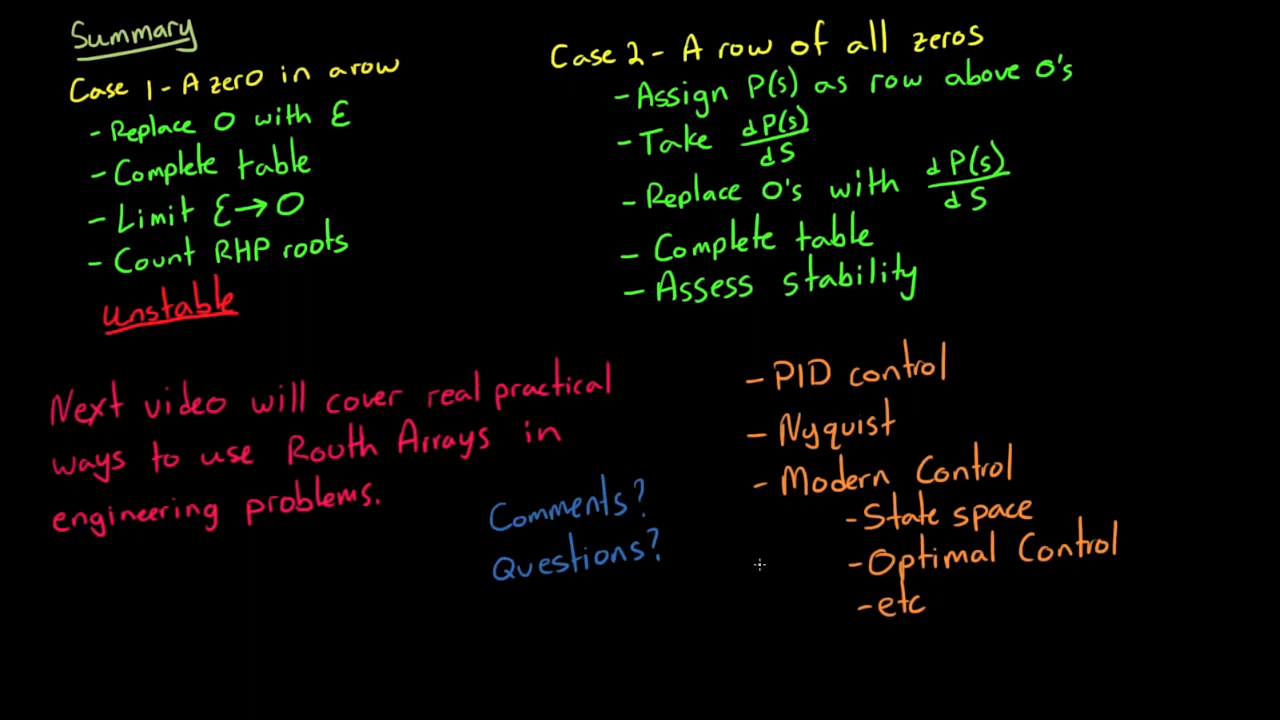 Summary
Case 1 - A zero in a row
- Replace 0 with ε
- Complete table
- Limit ε→0
- Count RHP roots
Unstable
Case 2 - A row of all zeros
- Assign P(s) as row above 0's
- Take dP(s)/dS
- Replace 0's with dP(s)/dS
- Complete table
- Assess stability
Next video will cover real practical
ways to use Routh Arrays in
engineering problems.
Comments?
Questions?
- PID control
- Nyquist
- Modern Control
- State space
- Optimal Control
- etc